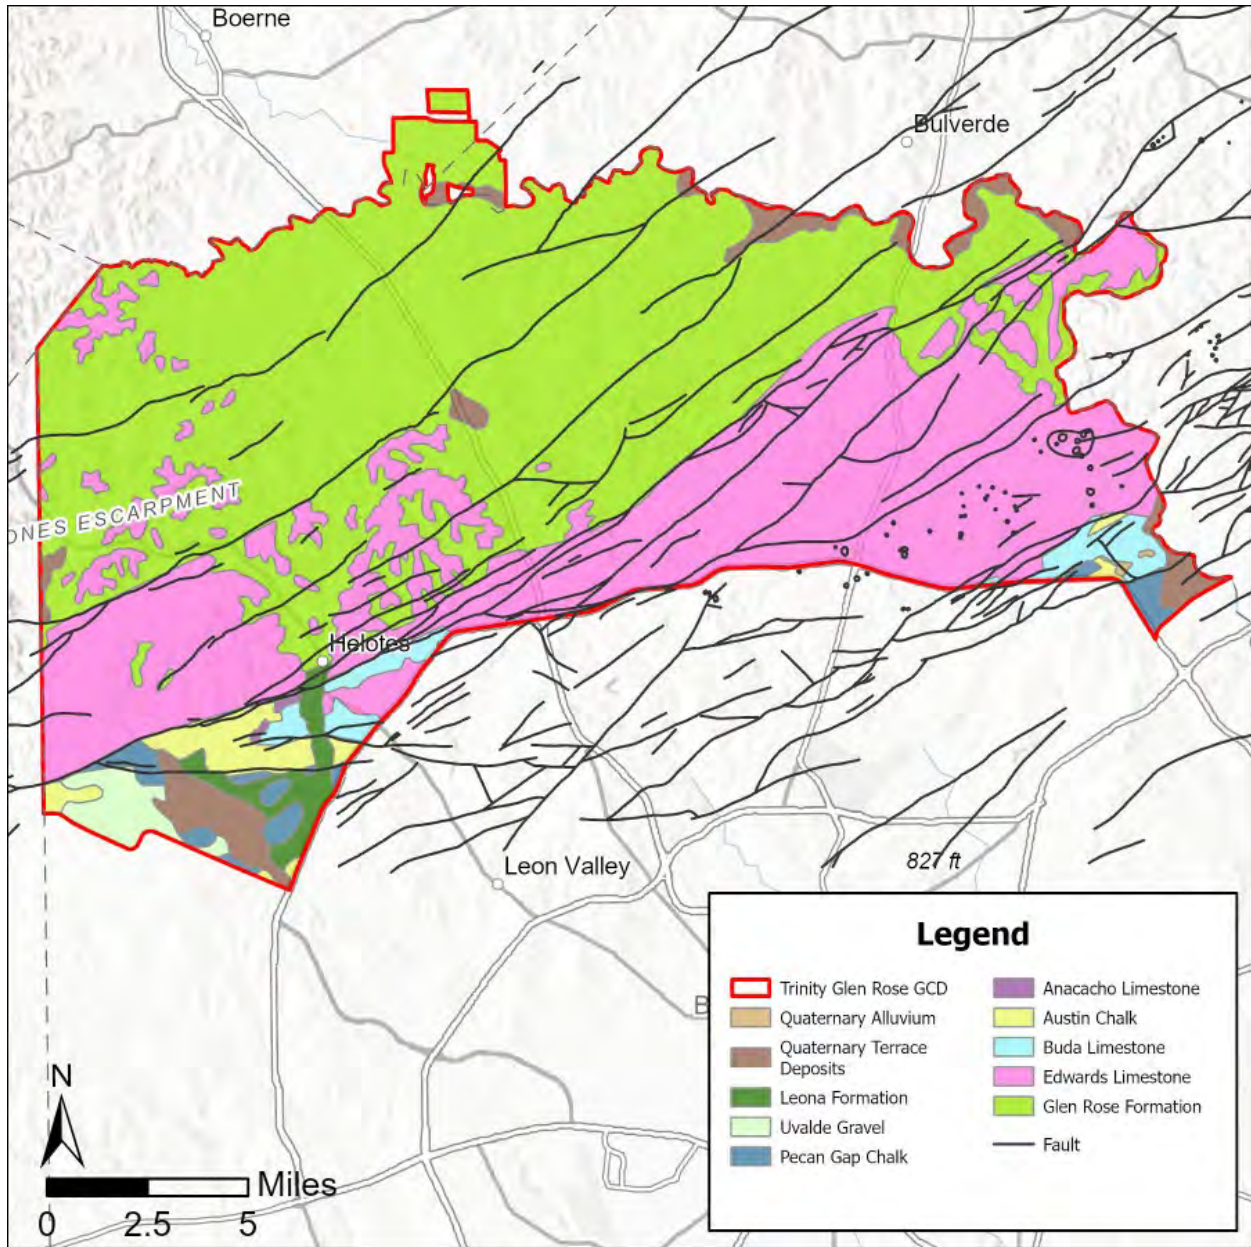 Boerne
Bulverde
ONES ESCARPMENT
Helotes
Leon Valley
827 ft
B
Legend
Trinity Glen Rose GCD
Quaternary Alluvium
Quaternary Terrace
Deposits
Leona Formation
Uvalde Gravel
Pecan Gap Chalk
Anacacho Limestone
Austin Chalk
Buda Limestone
Edwards Limestone
Glen Rose Formation
Fault
N
Miles
0 2.5 5